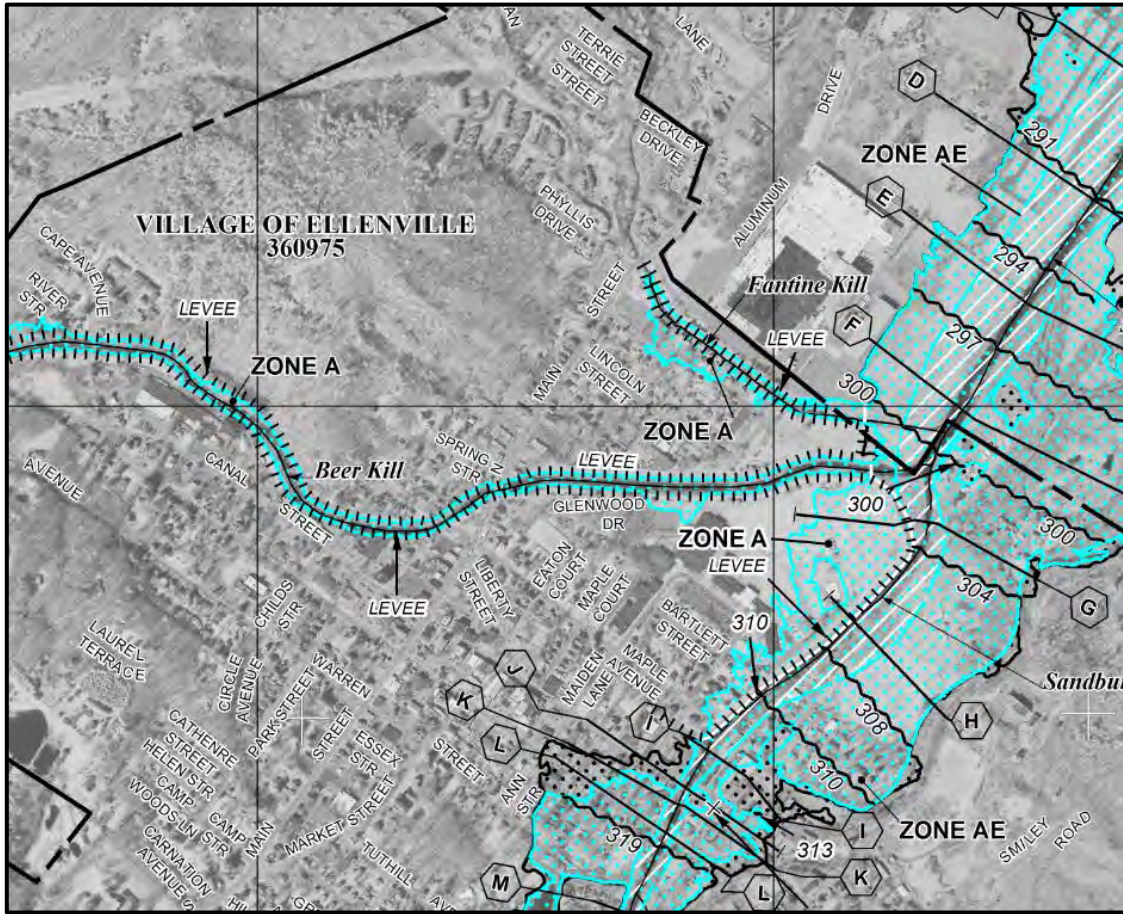 TERRIE
STREET
STREET
LANE
DRIVE
BECKLEY
DRIVE
D
291
ZONE AE
E
PHYLLIS
DRIVE
ALUMINUM
VILLAGE OF ELLENVILLE
360975
CAPE AVENUE
RIVER
STR
LEVEE
294
STREET
Fantine Kill
F
297
LEVEE
ZONE A
MAIN
LINCOLN
STREET
300
ZONE A
SPRING N
STR
AVENUE
CANAL
STREET
Beer Kill
LEVEE
GLENWOOD
DR
300
300
ZONE A
LEVEE
LEVEE
CHILDS
STR
LIBERTY
STREET
EATON
COURT
MAPLE
COURT
BARTLETT
STREET
304
G
LAUREL
TERRACE
CIRCLE
AVENUE
PARK STREET
WARREN
STREET
MAIDEN
LANE
MAPLE
AVENUE
310
J
K
I
L
308
H
310
CATHENRE
STREET
HELEN STR
CAMP
WOODS LN
CAMP
STR
MAIN
ESSEX
STR
MARKET STREET
STREET
ANN
STR
CARNATION
TUTHILL
319
M
I
313
K
L
ZONE AE
SMILEY
ROAD